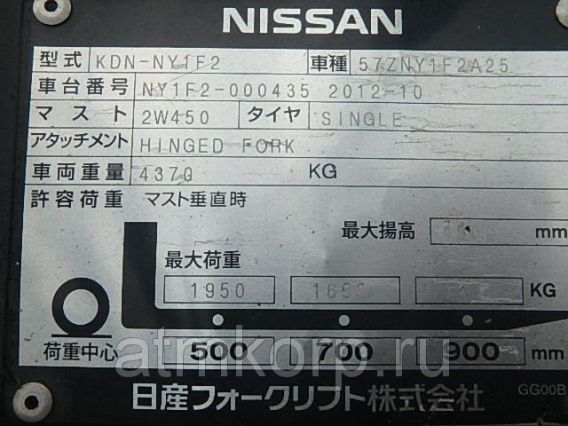 NISSAN
型式 KDN-NY1F2 車種 57ZNY1F2A25
車台番号 NY1F2-000435 2012-10
マスト 2W450 タイヤ SINGLE
アタッチメント HINGED FORK
車両重量 4370 KG
許容荷重 マスト垂直時
最大揚高 mm
最大荷重
1950 KG
荷重中心 500 700 900 mm
atmkorp.ru
日産フォークリフト株式会社 GG00B